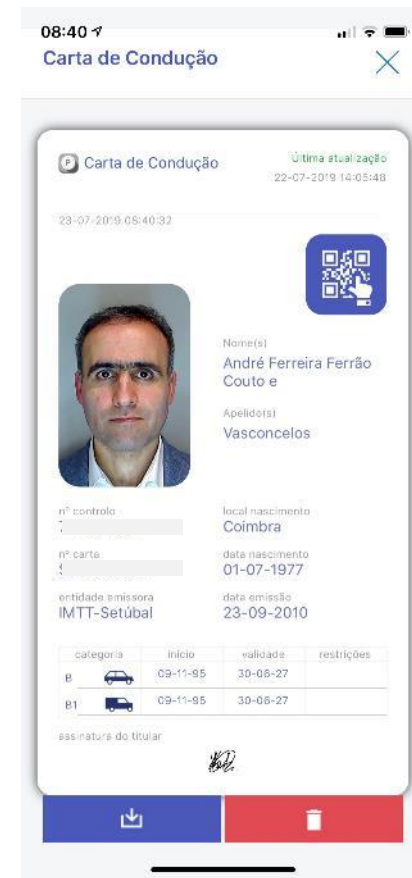 08:40
Carta de Condução
Carta de Condução
Última atualização
22-07-2019 14:05:48
23-07-2019 08:40:32
Nome(s)
André Ferreira Ferrão
Couto e
Apelido(s)
Vasconcelos
nº controlo
local nascimento
Coimbra
nº carta
data nascimento
01-07-1977
entidade emissora
IMTT-Setúbal
data emissão
23-09-2010
categoria início validade restrições
B 09-11-95 30-06-27
B1 09-11-95 30-06-27
assinatura do titular